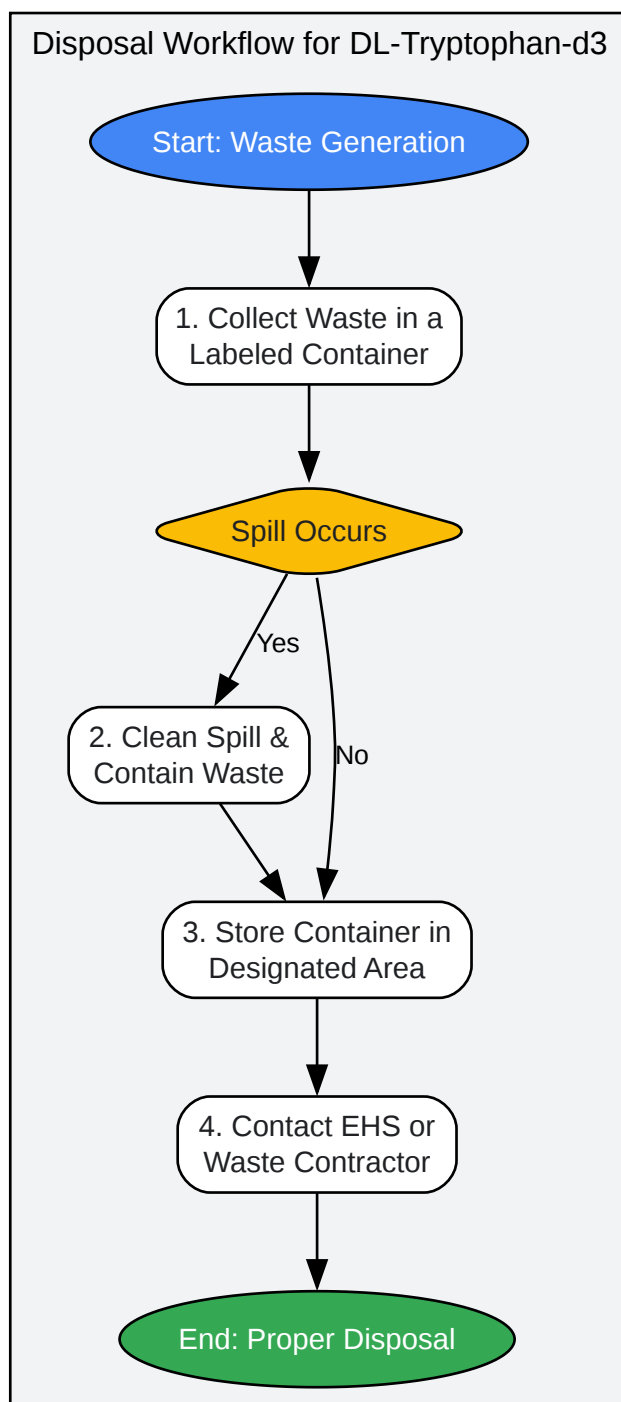 Disposal Workflow for DL-Tryptophan-d3
Start: Waste Generation
1. Collect Waste in a
Labeled Container
Spill Occurs
Yes
2. Clean Spill &
Contain Waste
No
3. Store Container in
Designated Area
4. Contact EHS or
Waste Contractor
End: Proper Disposal